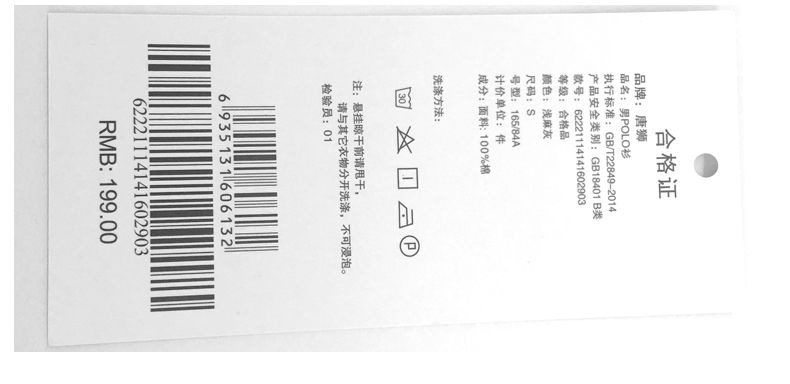 合格证
品牌：唐狮
品名：男POLO衫
执行标准：GB/T22849-2014
产品安全类别：GB18401 B类
款号：62221114141602903
等级：合格品
颜色：浅麻灰
尺码：S
号型：165/84A
计价单位：件
成分：面料：100%棉
洗涤方法：
30
P
注：悬挂晾干前请甩干，
请与其它衣物分开洗涤，不可浸泡。
检验员：01
6 935131 606132
62221114141602903
RMB: 199.00